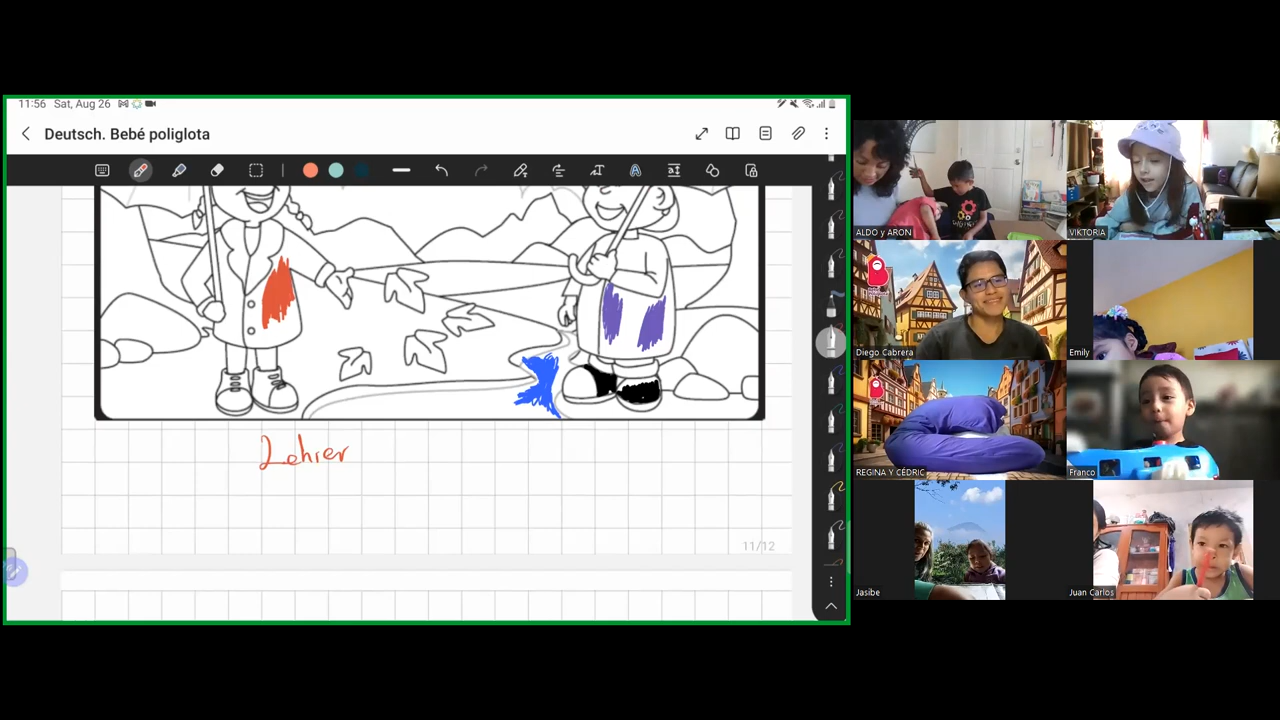 11:56 Sat, Aug 26
Deutsch. Bebé poliglota
Lehrer
11/12
ALDO y ARON
VIKTORIA
Diego Cabrera
Emily
REGINA Y CÉDRIC
Franco
Jasibe
Juan Carlos